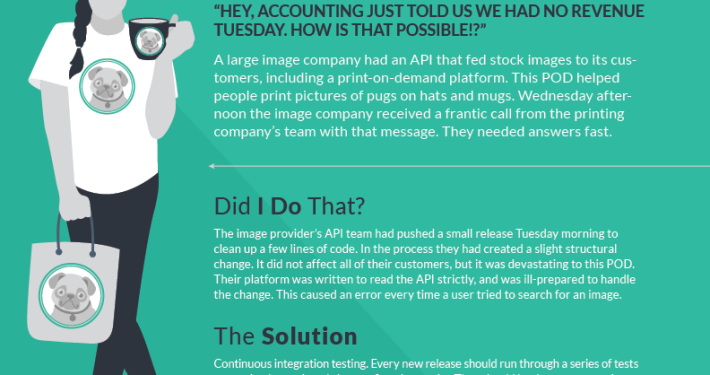 “HEY, ACCOUNTING JUST TOLD US WE HAD NO REVENUE
TUESDAY. HOW IS THAT POSSIBLE!?”
A large image company had an API that fed stock images to its cus-
tomers, including a print-on-demand platform. This POD helped
people print pictures of pugs on hats and mugs. Wednesday after-
noon the image company received a frantic call from the printing
company’s team with that message. They needed answers fast.
Did I Do That?
The image provider’s API team had pushed a small release Tuesday morning to
clean up a few lines of code. In the process they had created a slight structural
change. It did not affect all of their customers, but it was devastating to this POD.
Their platform was written to read the API strictly, and was ill-prepared to handle
the change. This caused an error every time a user tried to search for an image.
The Solution
Continuous integration testing. Every new release should run through a series of tests